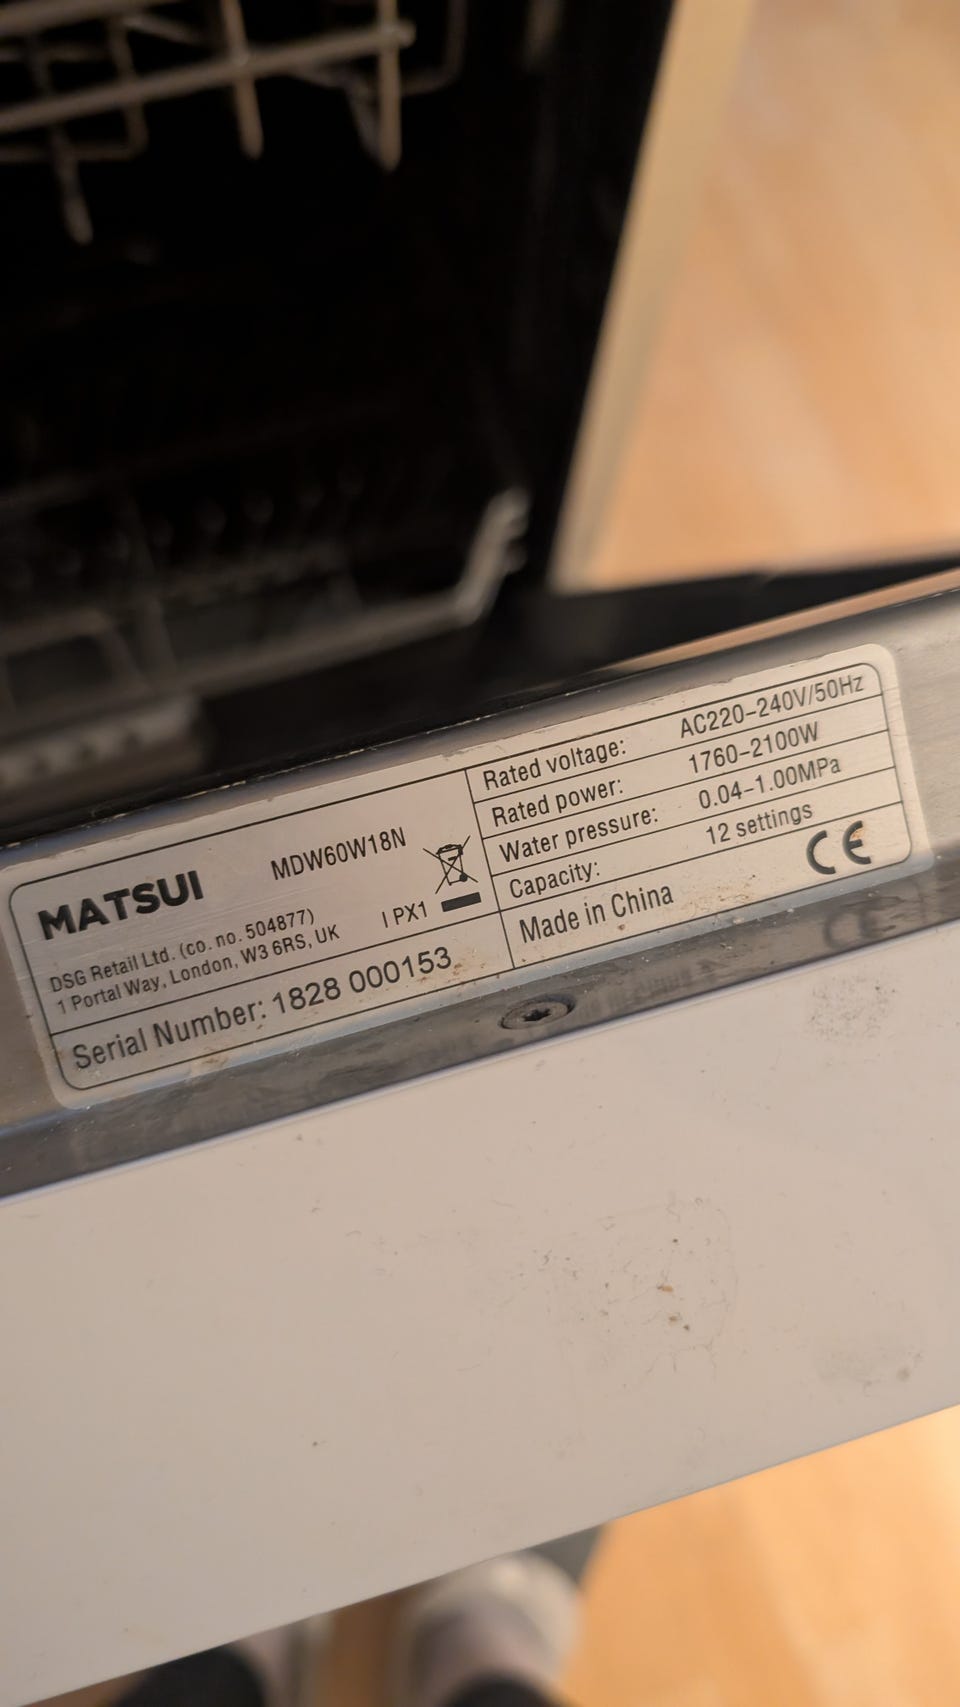 MATSUI
MDW60W18N
DSG Retail Ltd. (co. no. 504877)
1 Portal Way, London, W3 6RS, UK
IPX1
Serial Number: 1828 000153
Rated voltage: AC220-240V/50Hz
Rated power: 1760-2100W
Water pressure: 0.04-1.00MPa
Capacity: 12 settings
Made in China
CE